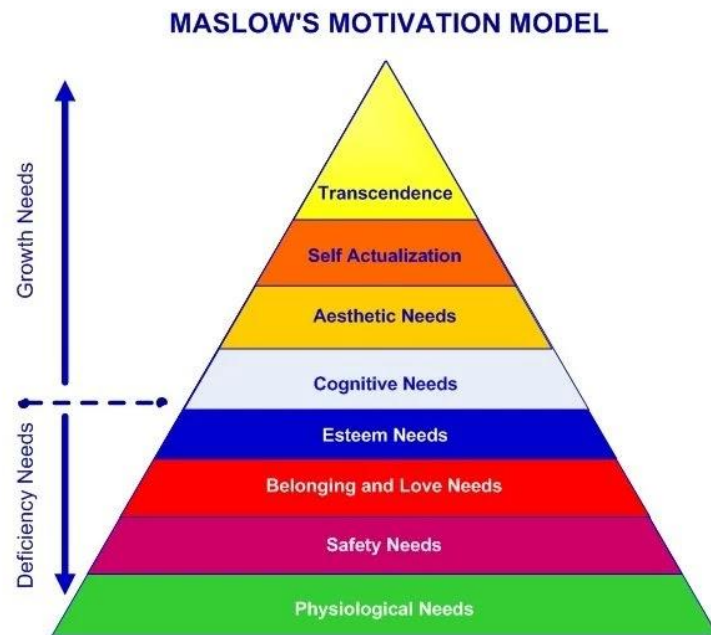 MASLOW'S MOTIVATION MODEL
Growth Needs
Deficiency Needs
Transcendence
Self Actualization
Aesthetic Needs
Cognitive Needs
Esteem Needs
Belonging and Love Needs
Safety Needs
Physiological Needs